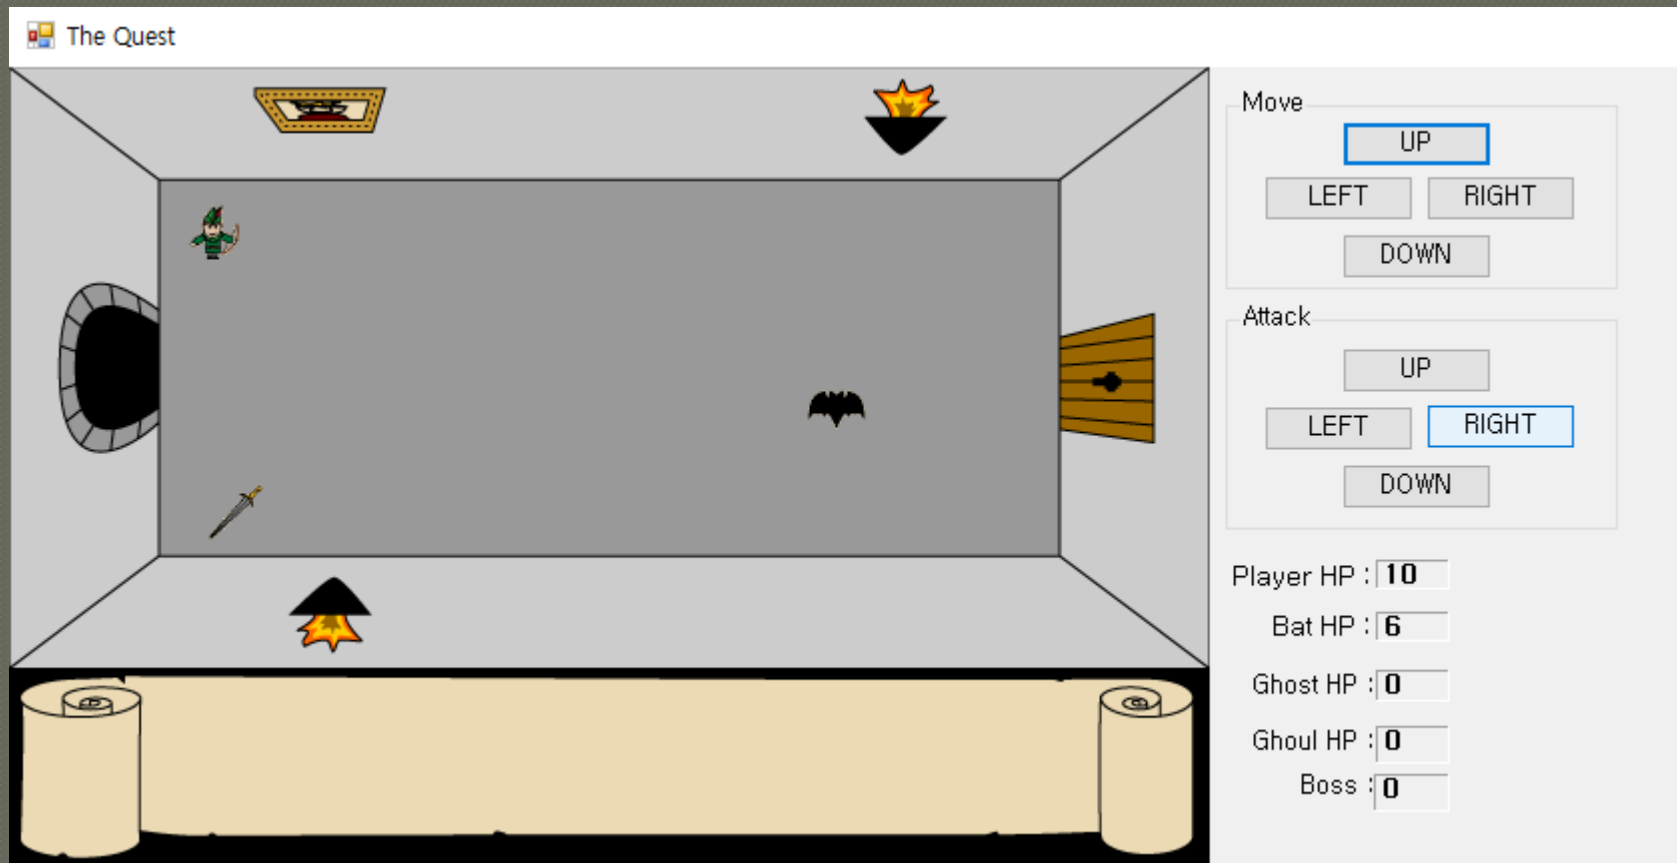 The Quest
Move
UP
LEFT RIGHT
DOWN
Attack
UP
LEFT RIGHT
DOWN
Player HP : 10
Bat HP : 6
Ghost HP : 0
Ghoul HP : 0
Boss : 0